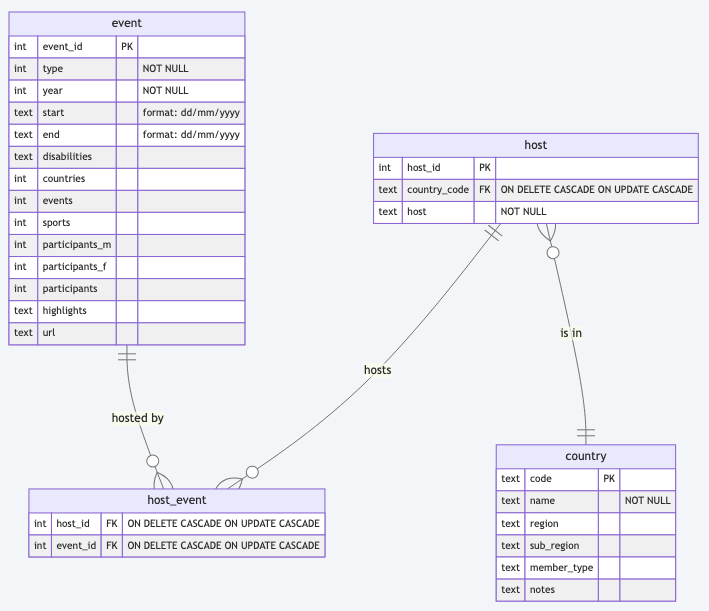 event
int event_id PK
int type NOT NULL
int year NOT NULL
text start format: dd/mm/yyyy
text end format: dd/mm/yyyy
text disabilities
int countries
int events
int sports
int participants_m
int participants_f
int participants
text highlights
text url
host
int host_id PK
text country_code FK ON DELETE CASCADE ON UPDATE CASCADE
text host NOT NULL
hosted by
hosts
is in
host_event
int host_id FK ON DELETE CASCADE ON UPDATE CASCADE
int event_id FK ON DELETE CASCADE ON UPDATE CASCADE
country
text code PK
text name NOT NULL
text region
text sub_region
text member_type
text notes